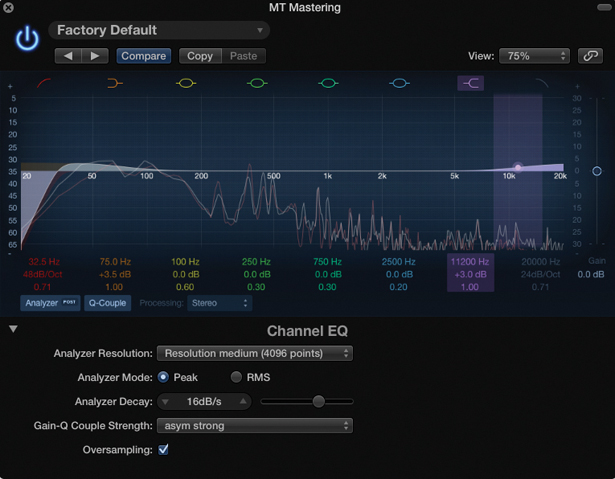 MT Mastering
Factory Default
Compare Copy Paste View: 75%
+ +
5 30
10 25
15 20
20 15
25 10
30 5
35 20 50 100 200 500 1k 2k 5k 10k 20k 0
40 5
45 10
50 15
55 20
60 25
65 30
- -
32.5 Hz 75.0 Hz 100 Hz 250 Hz 750 Hz 2500 Hz 11200 Hz 20000 Hz Gain
48dB/Oct +3.5 dB 0.0 dB 0.0 dB 0.0 dB 0.0 dB +3.0 dB 24dB/Oct 0.0 dB
0.71 1.00 0.60 0.30 0.30 0.20 1.00 0.71
Analyzer POST Q-Couple Processing: Stereo
Channel EQ
Analyzer Resolution: Resolution medium (4096 points)
Analyzer Mode: Peak RMS
Analyzer Decay: 16dB/s
Gain-Q Couple Strength: asym strong
Oversampling: